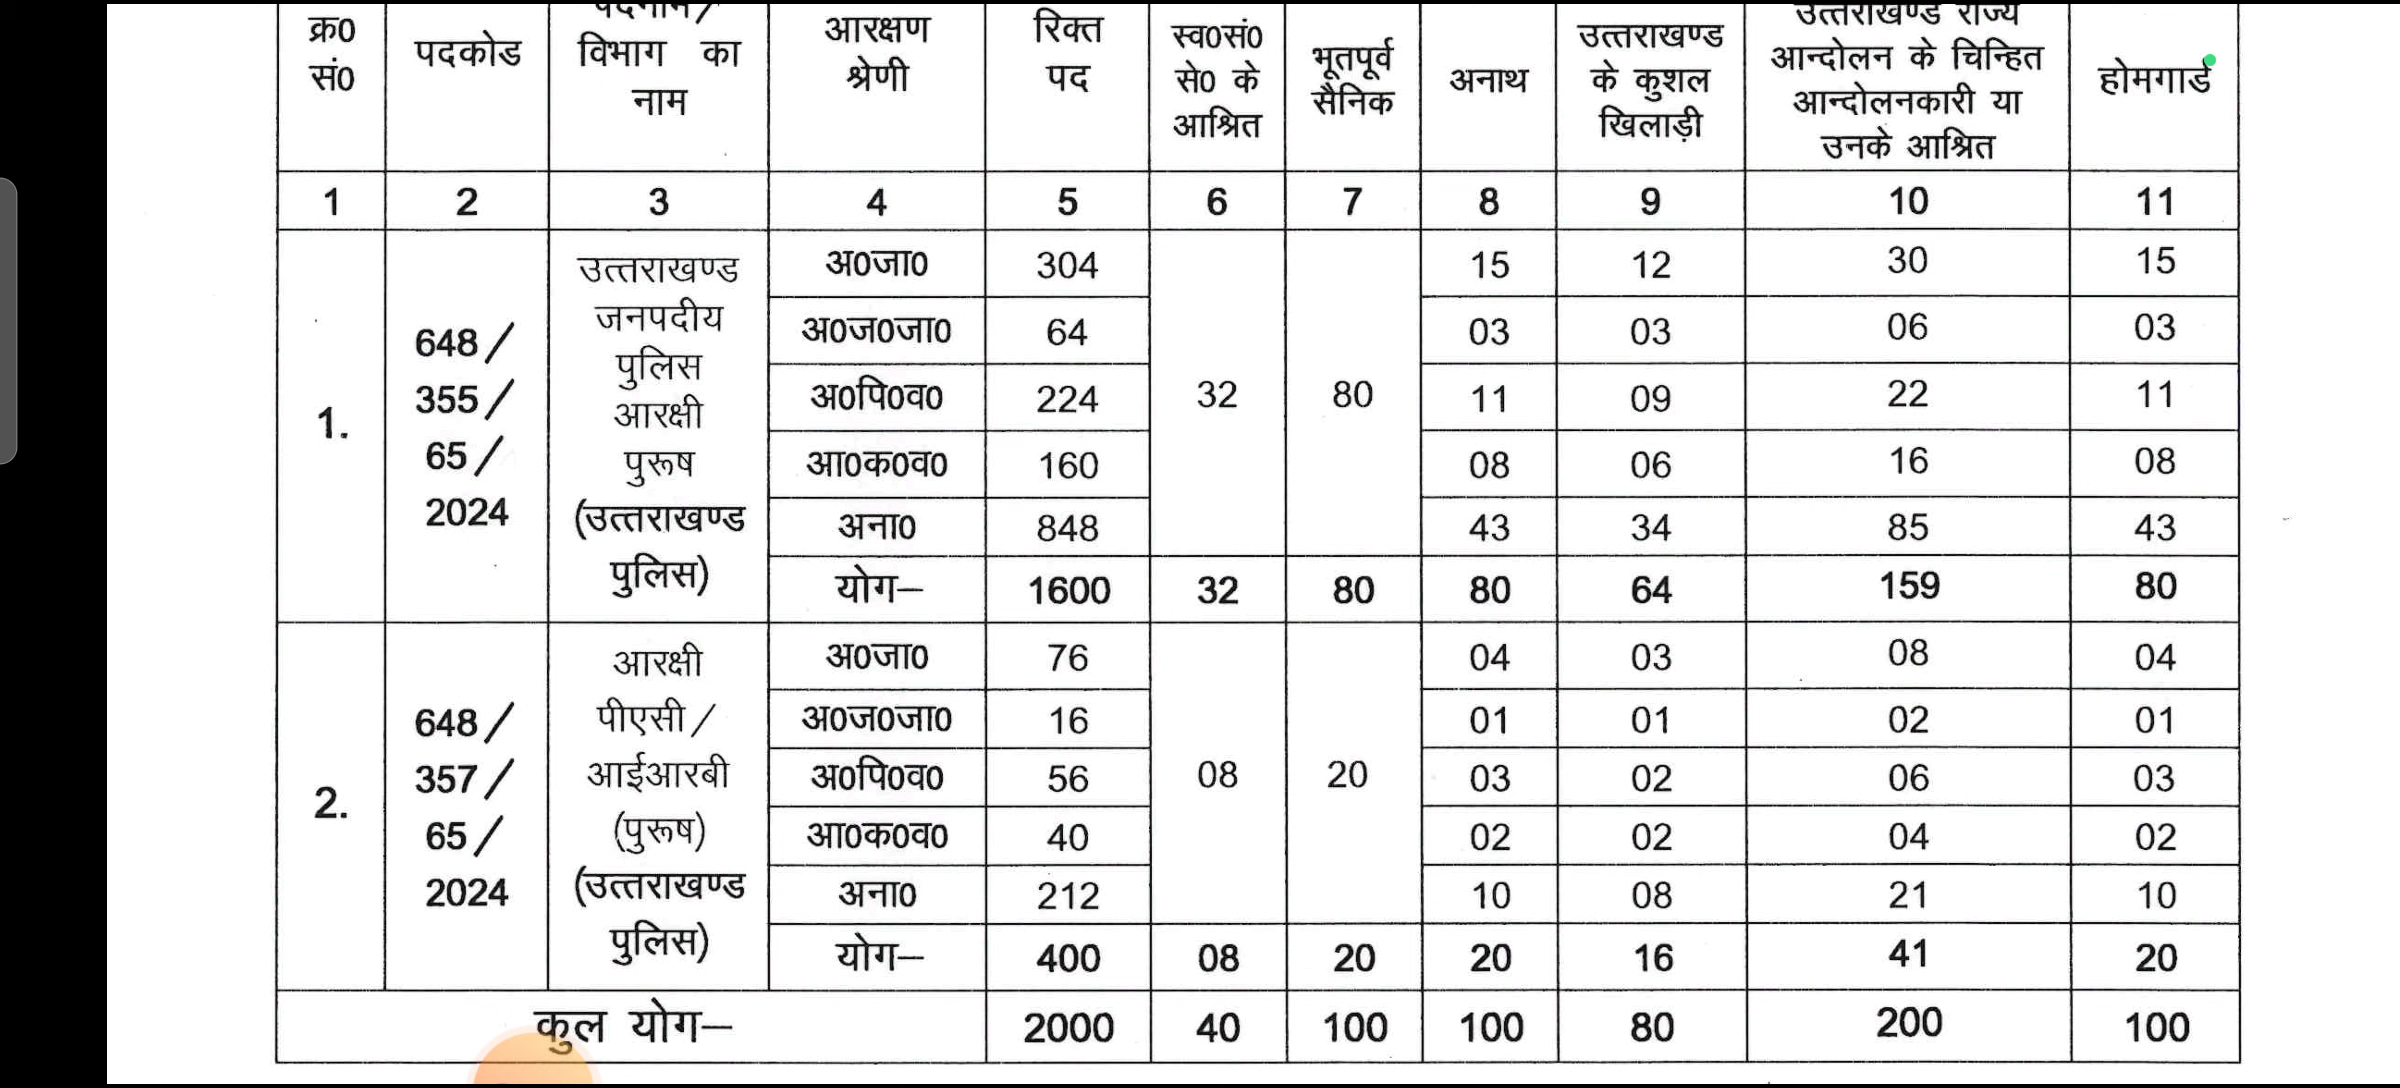 क्र0 सं0 | पदकोड | पदनाम/ विभाग का नाम | आरक्षण श्रेणी | रिक्त पद | स्व0सं0 से0 के आश्रित | भूतपूर्व सैनिक | अनाथ | उत्तराखण्ड के कुशल खिलाड़ी | उत्तराखण्ड राज्य आन्दोलन के चिन्हित आन्दोलनकारी या उनके आश्रित | होमगार्ड
1 | 2 | 3 | 4 | 5 | 6 | 7 | 8 | 9 | 10 | 11
1. | 648/ 355/ 65/ 2024 | उत्तराखण्ड जनपदीय पुलिस आरक्षी पुरूष (उत्तराखण्ड पुलिस) | अ0जा0 | 304 | 32 | 80 | 15 | 12 | 30 | 15
अ0ज0जा0 | 64 | 03 | 03 | 06 | 03
अ0पि0व0 | 224 | 11 | 09 | 22 | 11
आ0क0व0 | 160 | 08 | 06 | 16 | 08
अना0 | 848 | 43 | 34 | 85 | 43
योग– | 1600 | 32 | 80 | 80 | 64 | 159 | 80
2. | 648/ 357/ 65/ 2024 | आरक्षी पीएसी/ आईआरबी (पुरूष) (उत्तराखण्ड पुलिस) | अ0जा0 | 76 | 08 | 20 | 04 | 03 | 08 | 04
अ0ज0जा0 | 16 | 01 | 01 | 02 | 01
अ0पि0व0 | 56 | 03 | 02 | 06 | 03
आ0क0व0 | 40 | 02 | 02 | 04 | 02
अना0 | 212 | 10 | 08 | 21 | 10
योग– | 400 | 08 | 20 | 20 | 16 | 41 | 20
कुल योग– | 2000 | 40 | 100 | 100 | 80 | 200 | 100